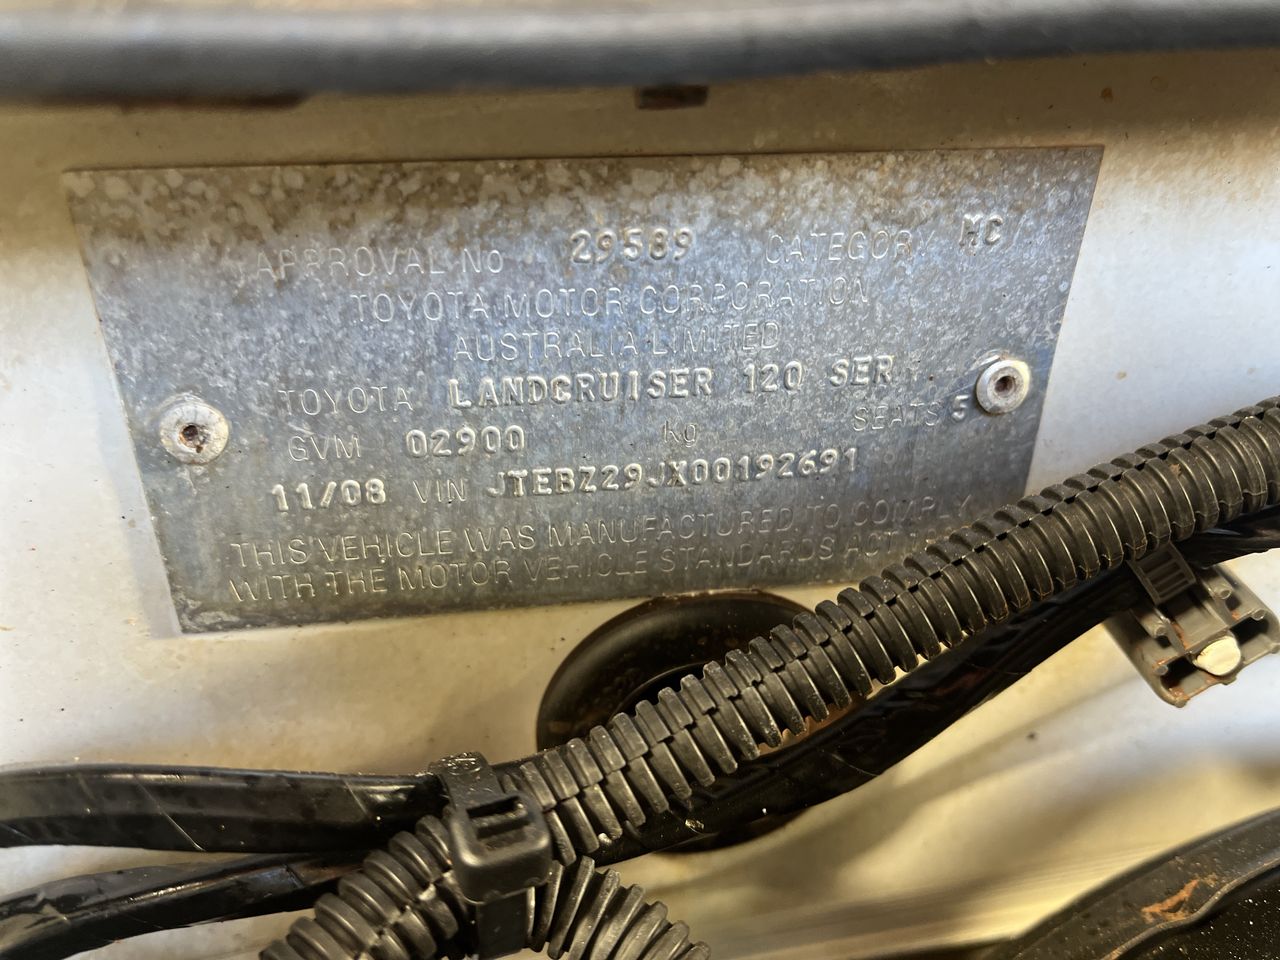 APPROVAL No 29589 CATEGORY MC
TOYOTA MOTOR CORPORATION
AUSTRALIA LIMITED
TOYOTA LANDCRUISER 120 SER
GVM 02900 kg SEATS 5
11/08 VIN JTEBZ29JX00192691
THIS VEHICLE WAS MANUFACTURED TO COMPLY
WITH THE MOTOR VEHICLE STANDARDS ACT